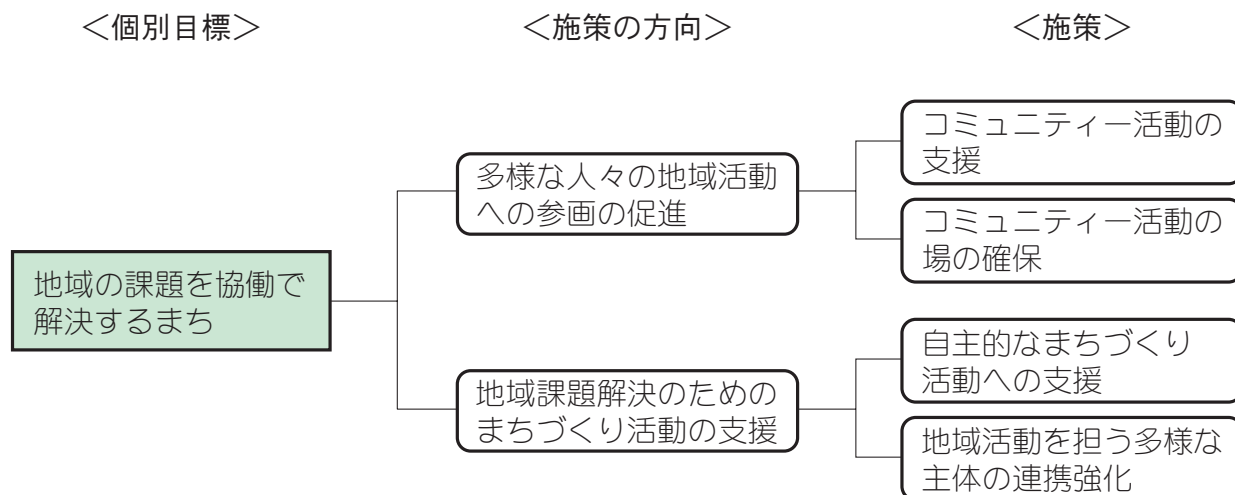 ＜個別目標＞
＜施策の方向＞
＜施策＞
地域の課題を協働で
解決するまち
多様な人々の地域活動
への参画の促進
コミュニティー活動の
支援
コミュニティー活動の
場の確保
地域課題解決のための
まちづくり活動の支援
自主的なまちづくり
活動への支援
地域活動を担う多様な
主体の連携強化